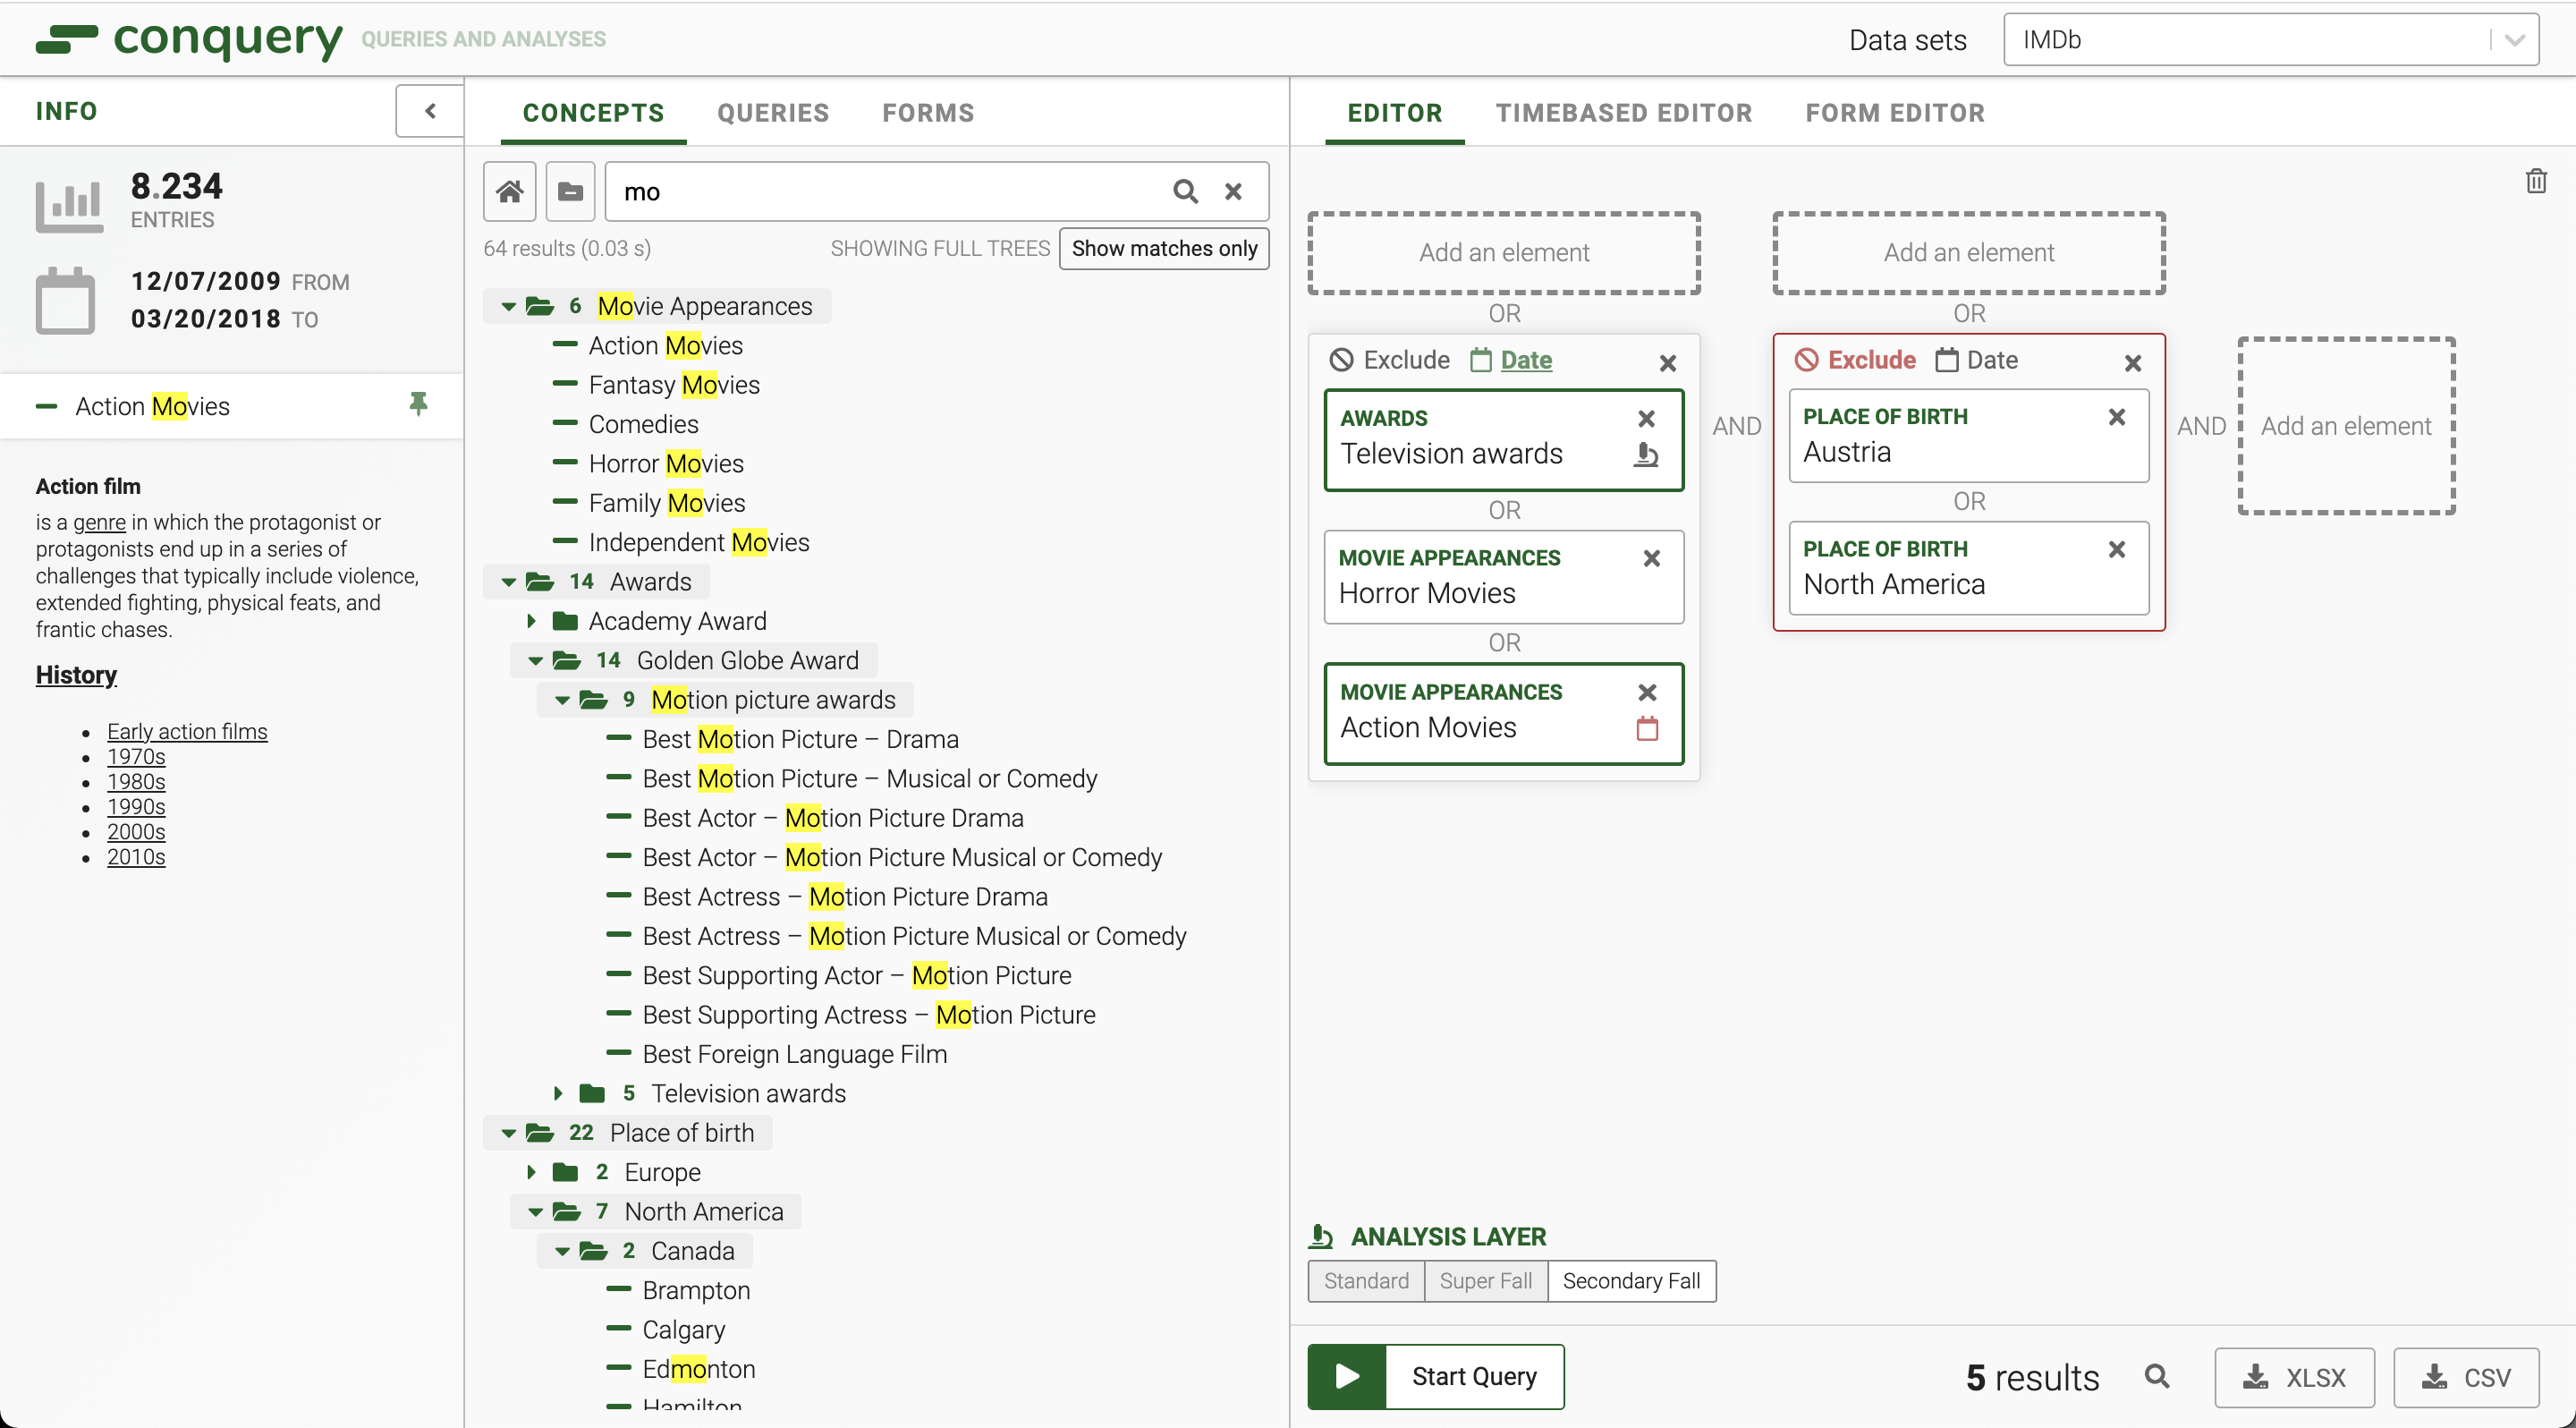 conquery QUERIES AND ANALYSES
Data sets IMDb
INFO
8.234
ENTRIES
12/07/2009 FROM
03/20/2018 TO
Action Movies
Action film
is a genre in which the protagonist or
protagonists end up in a series of
challenges that typically include violence,
extended fighting, physical feats, and
frantic chases.
History
Early action films
1970s
1980s
1990s
2000s
2010s
CONCEPTS QUERIES FORMS
mo
64 results (0.03 s) SHOWING FULL TREES Show matches only
6 Movie Appearances
Action Movies
Fantasy Movies
Comedies
Horror Movies
Family Movies
Independent Movies
14 Awards
Academy Award
14 Golden Globe Award
9 Motion picture awards
Best Motion Picture – Drama
Best Motion Picture – Musical or Comedy
Best Actor – Motion Picture Drama
Best Actor – Motion Picture Musical or Comedy
Best Actress – Motion Picture Drama
Best Actress – Motion Picture Musical or Comedy
Best Supporting Actor – Motion Picture
Best Supporting Actress – Motion Picture
Best Foreign Language Film
5 Television awards
22 Place of birth
2 Europe
7 North America
2 Canada
Brampton
Calgary
Edmonton
Hamilton
EDITOR TIMEBASED EDITOR FORM EDITOR
Add an element
OR
Exclude Date
AWARDS
Television awards
OR
MOVIE APPEARANCES
Horror Movies
OR
MOVIE APPEARANCES
Action Movies
AND
Add an element
OR
Exclude Date
PLACE OF BIRTH
Austria
OR
PLACE OF BIRTH
North America
AND
Add an element
ANALYSIS LAYER
Standard Super Fall Secondary Fall
Start Query 5 results XLSX CSV